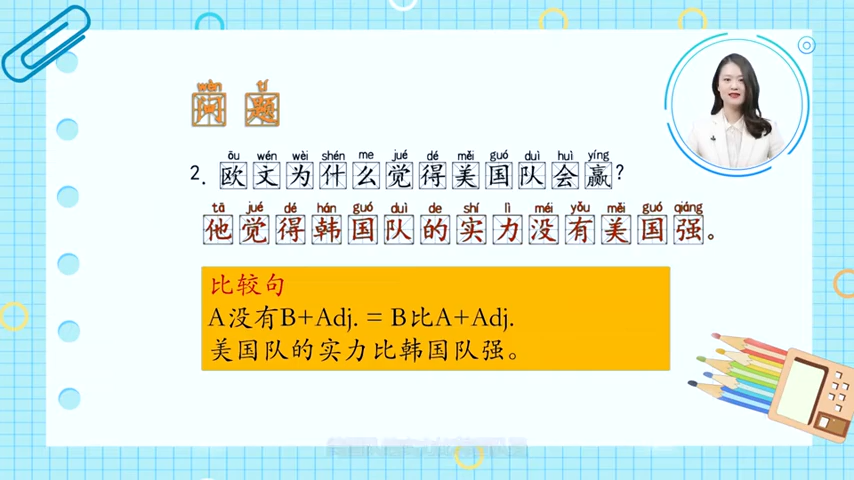 wèn tí
问题
ōu wén wèi shén me jué dé měi guó duì huì yíng
2. 欧文为什么觉得美国队会赢?
tā jué dé hán guó duì de shí lì méi yǒu měi guó qiáng
他觉得韩国队的实力没有美国强。
比较句
A没有B+Adj. = B比A+Adj.
美国队的实力比韩国队强。